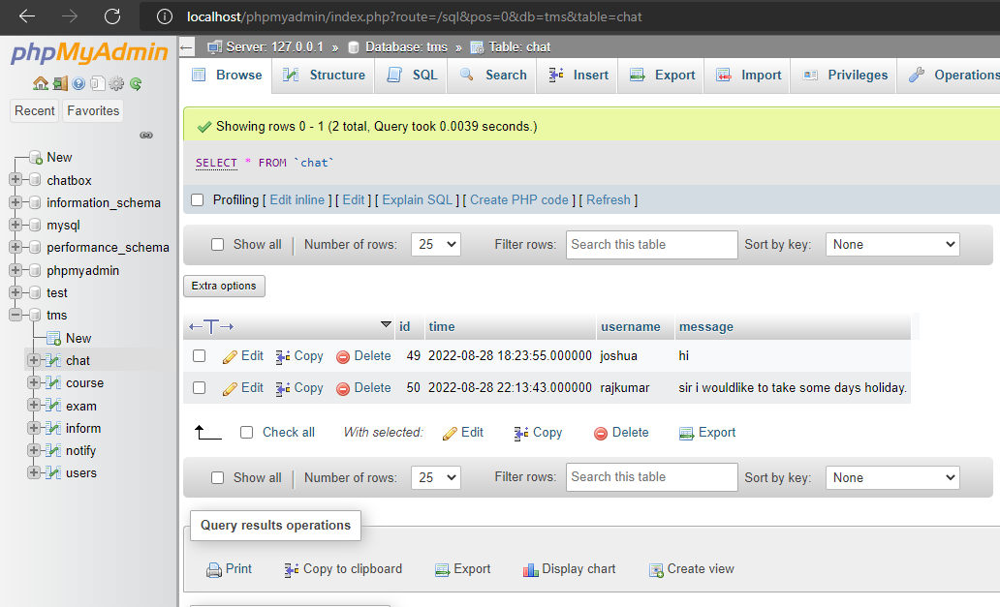 localhost/phpmyadmin/index.php?route=/sql&pos=0&db=tms&table=chat
phpMyAdmin
Recent Favorites
New
chatbox
information_schema
mysql
performance_schema
phpmyadmin
test
tms
New
chat
course
exam
inform
notify
users
Server: 127.0.0.1 » Database: tms » Table: chat
Browse Structure SQL Search Insert Export Import Privileges Operations
Showing rows 0 - 1 (2 total, Query took 0.0039 seconds.)
SELECT * FROM `chat`
Profiling [ Edit inline ] [ Edit ] [ Explain SQL ] [ Create PHP code ] [ Refresh ]
Show all Number of rows: 25 Filter rows: Search this table Sort by key: None
Extra options
id time username message
Edit Copy Delete 49 2022-08-28 18:23:55.000000 joshua hi
Edit Copy Delete 50 2022-08-28 22:13:43.000000 rajkumar sir i wouldlike to take some days holiday.
Check all With selected: Edit Copy Delete Export
Show all Number of rows: 25 Filter rows: Search this table Sort by key: None
Query results operations
Print Copy to clipboard Export Display chart Create view